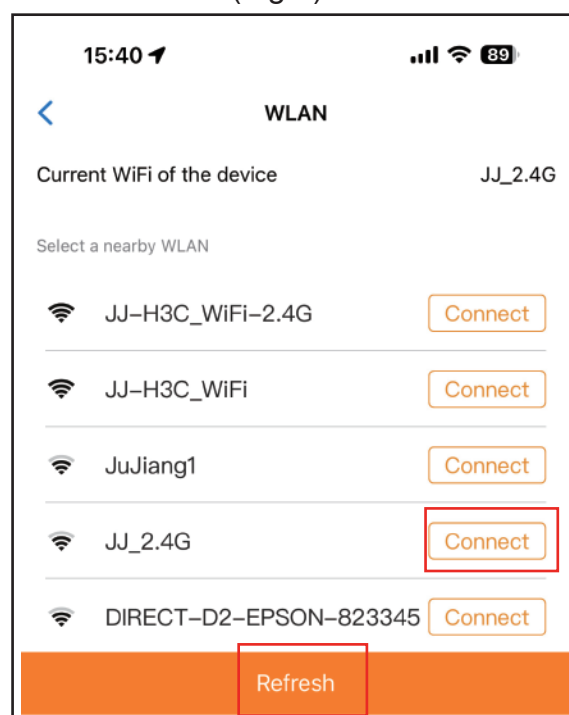 15:40 89
WLAN
Current WiFi of the device JJ_2.4G
Select a nearby WLAN
JJ–H3C_WiFi–2.4G Connect
JJ–H3C_WiFi Connect
JuJiang1 Connect
JJ_2.4G Connect
DIRECT–D2–EPSON–823345 Connect
Refresh